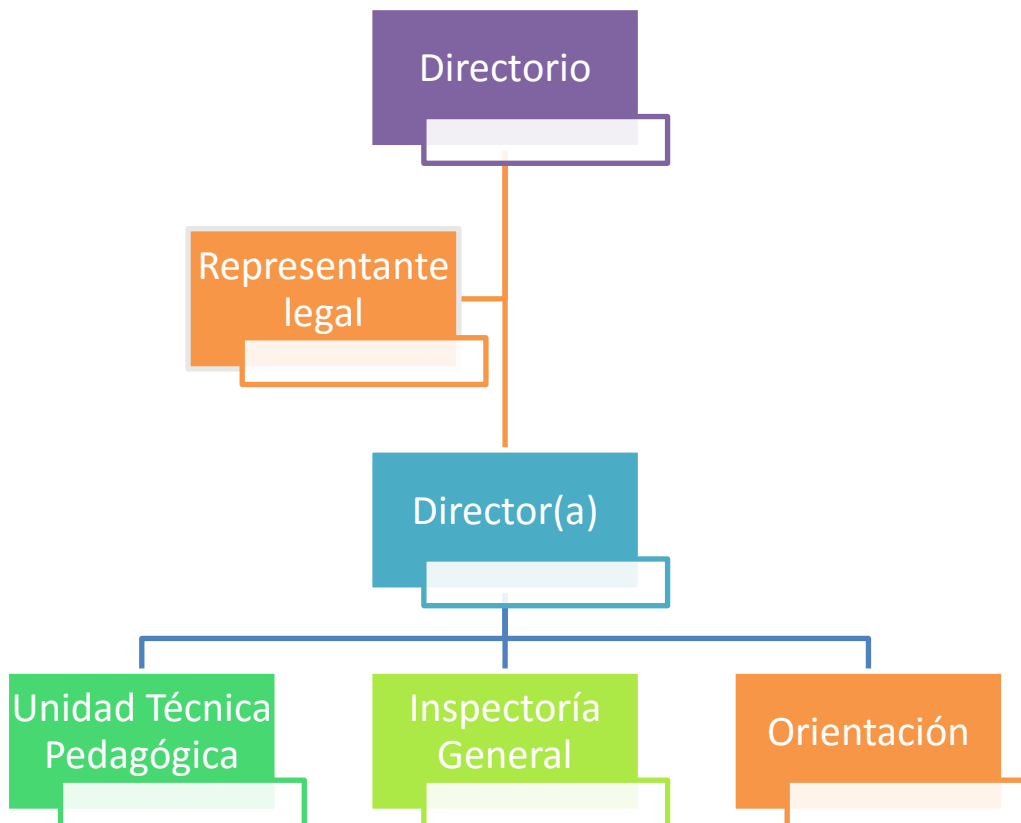 Directorio
Representante
legal
Director(a)
Unidad Técnica
Pedagógica
Inspectoría
General
Orientación